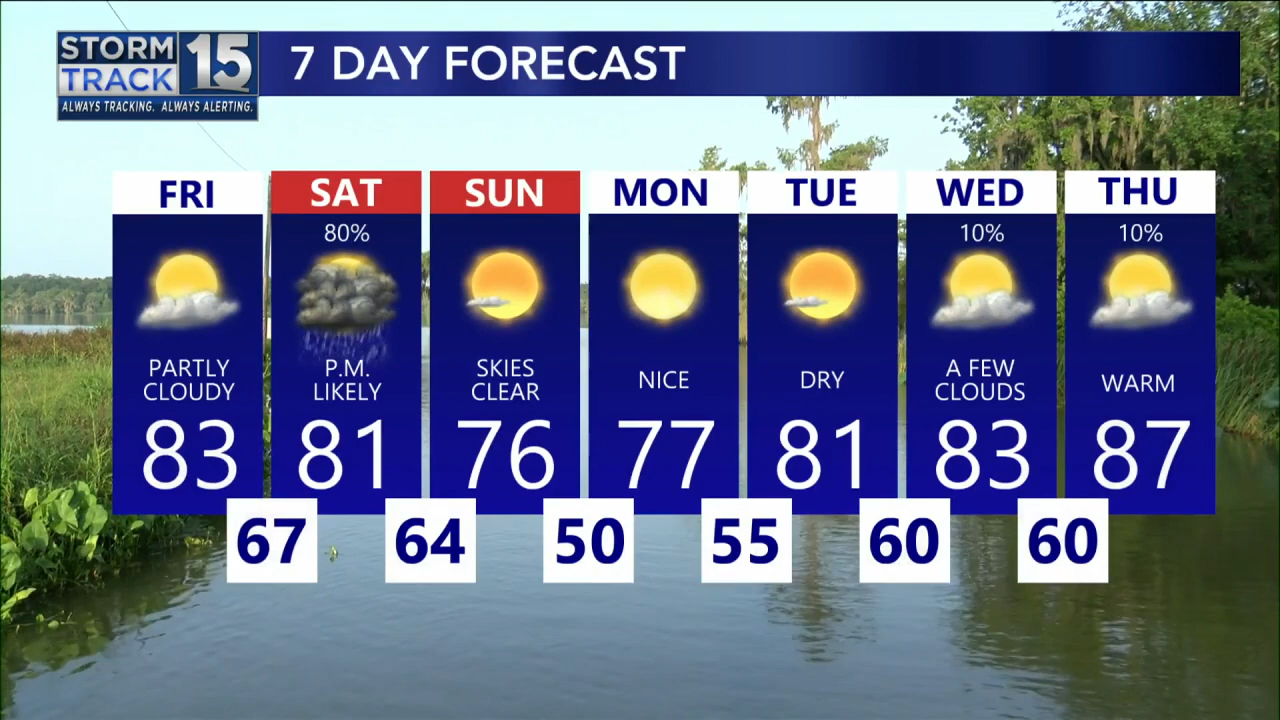 STORM
TRACK
15
ALWAYS TRACKING. ALWAYS ALERTING.
7 DAY FORECAST
FRI
PARTLY
CLOUDY
83
SAT
80%
P.M.
LIKELY
81
SUN
SKIES
CLEAR
76
MON
NICE
77
TUE
DRY
81
WED
10%
A FEW
CLOUDS
83
THU
10%
WARM
87
67
64
50
55
60
60